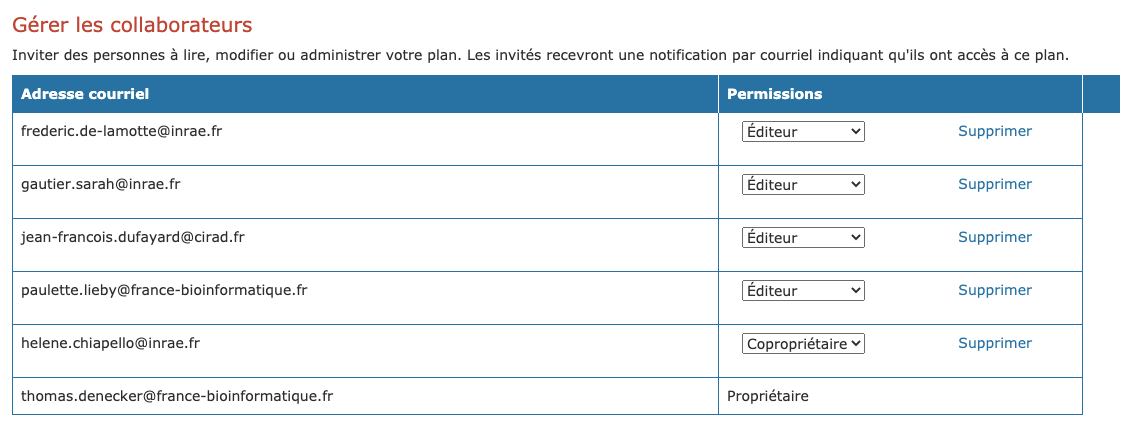 Gérer les collaborateurs
Inviter des personnes à lire, modifier ou administrer votre plan. Les invités recevront une notification par courriel indiquant qu'ils ont accès à ce plan.
Adresse courriel Permissions
frederic.de-lamotte@inrae.fr Éditeur Supprimer
gautier.sarah@inrae.fr Éditeur Supprimer
jean-francois.dufayard@cirad.fr Éditeur Supprimer
paulette.lieby@france-bioinformatique.fr Éditeur Supprimer
helene.chiapello@inrae.fr Copropriétaire Supprimer
thomas.denecker@france-bioinformatique.fr Propriétaire